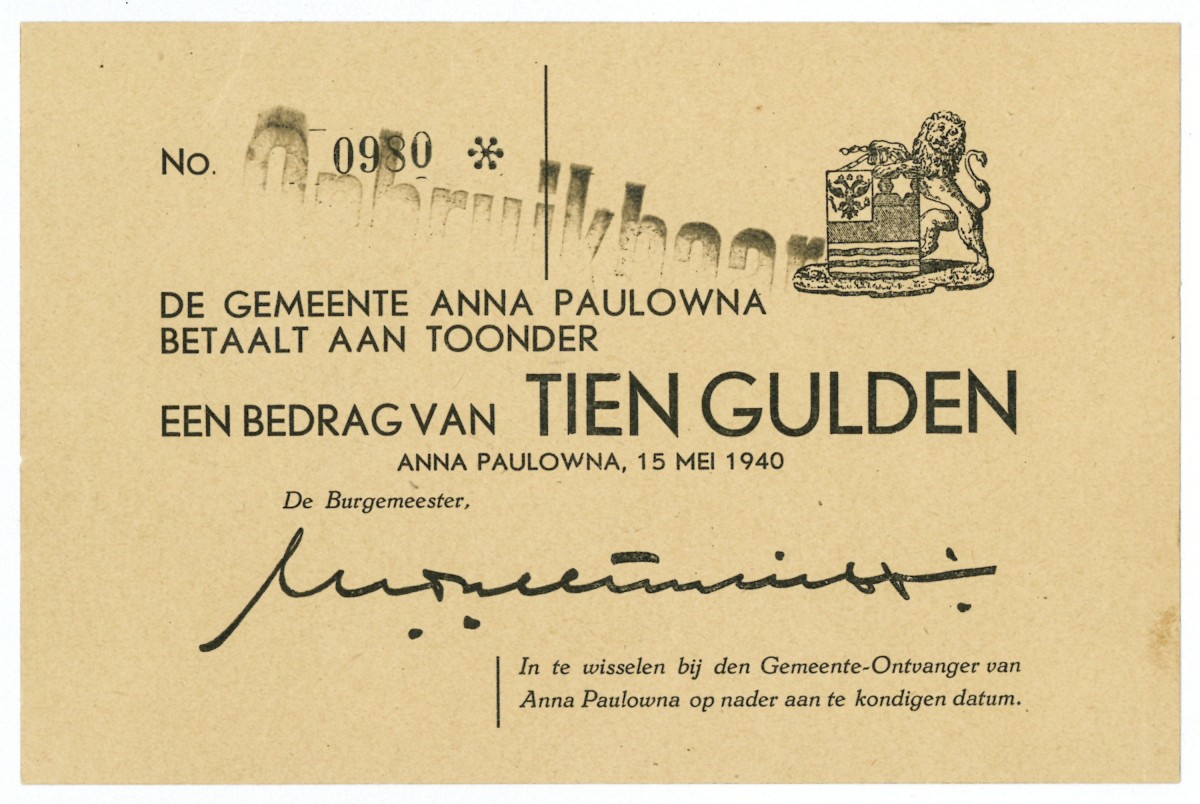 No. 0980 *
Onbruikbaar
DE GEMEENTE ANNA PAULOWNA
BETAALT AAN TOONDER
EEN BEDRAG VAN TIEN GULDEN
ANNA PAULOWNA, 15 MEI 1940
De Burgemeester,
In te wisselen bij den Gemeente-Ontvanger van
Anna Paulowna op nader aan te kondigen datum.